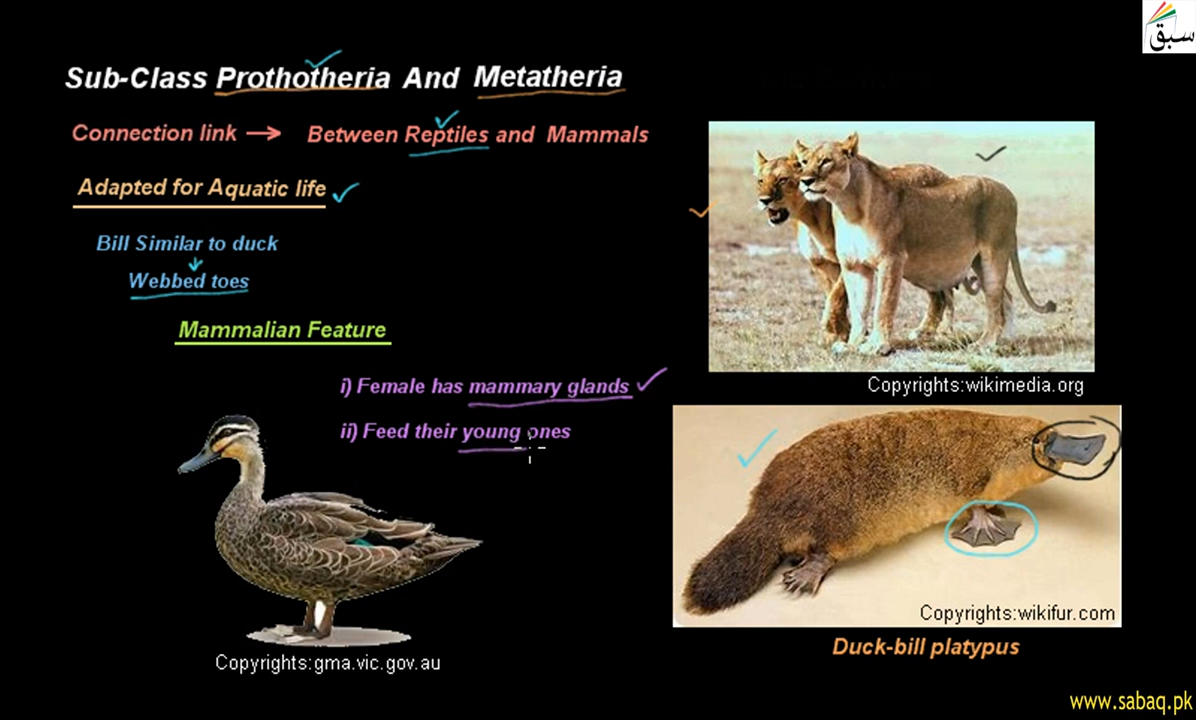 سبق
Sub-Class Prothotheria And Metatheria
Connection link → Between Reptiles and Mammals
Adapted for Aquatic life
Bill Similar to duck
Webbed toes
Mammalian Feature
i) Female has mammary glands
ii) Feed their young ones
Copyrights:wikimedia.org
Copyrights:wikifur.com
Duck-bill platypus
Copyrights:gma.vic.gov.au
www.sabaq.pk